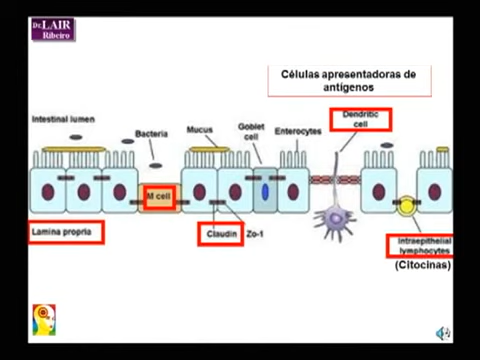 Dr. LAIR
Ribeiro
Células apresentadoras de
antígenos
Intestinal lumen
Bacteria
Mucus
Goblet
cell
Enterocytes
Dendritic
cell
M cell
Lamina propria
Claudin
Zo-1
Intraepithelial
lymphocytes
(Citocinas)